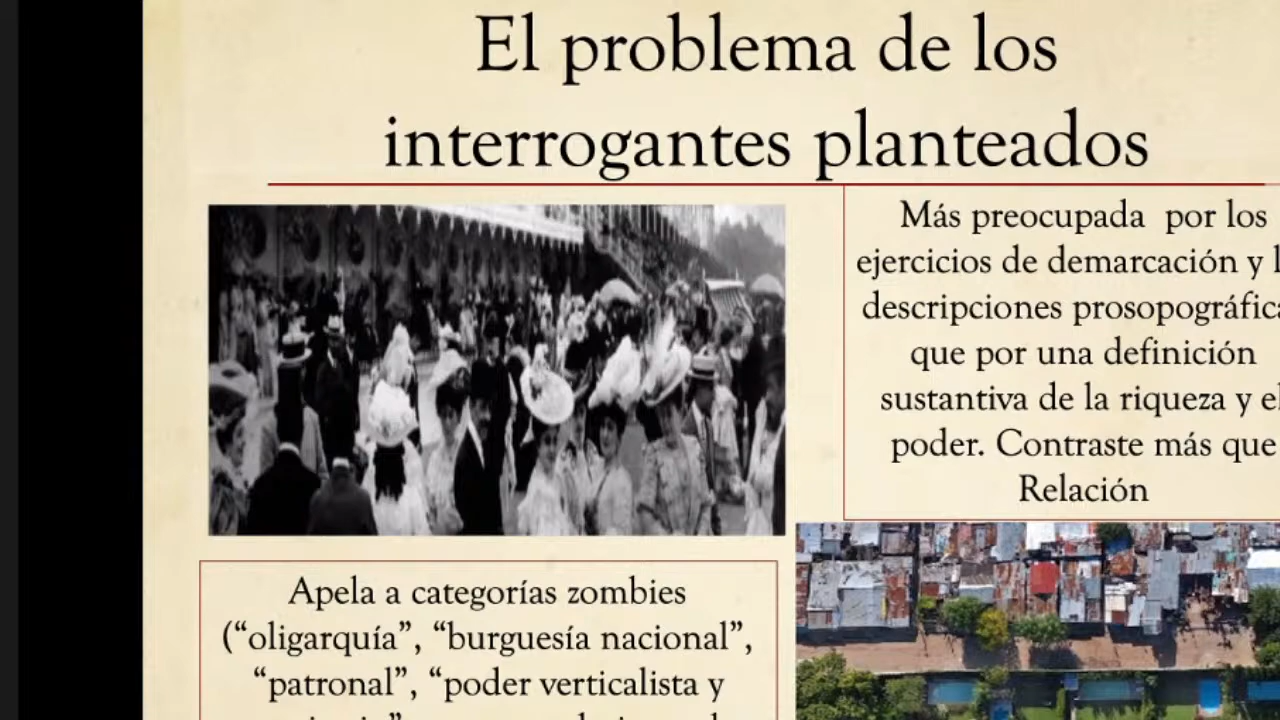 El problema de los
interrogantes planteados
Más preocupada por los
ejercicios de demarcación y
descripciones
que por una definición
sustantiva de la riqueza y el
poder. Contraste más que
Relación
Apela a categorías zombies
(“oligarquía”, “burguesía nacional”,
“patronal”, “poder verticalista y